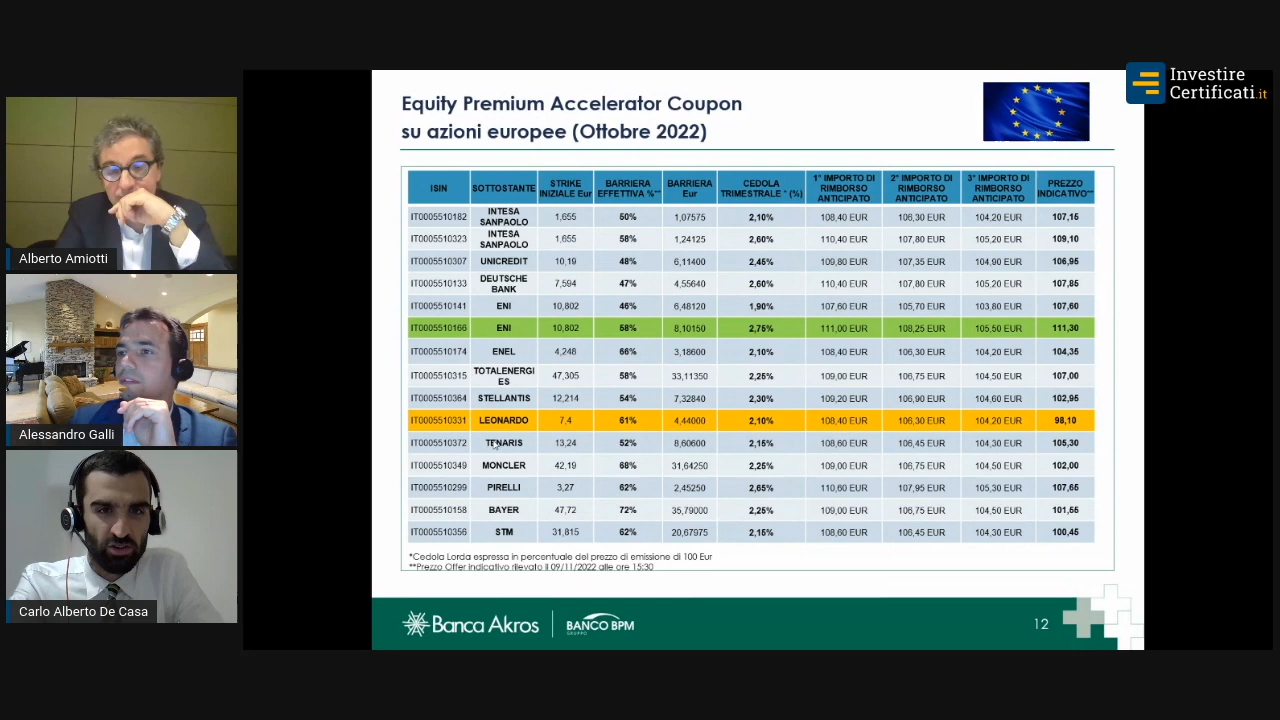 Investire
Certificati.it
Equity Premium Accelerator Coupon
su azioni europee (Ottobre 2022)
ISIN SOTTOSTANTE STRIKE INIZIALE Eur BARRIERA EFFETTIVA %** BARRIERA Eur CEDOLA TRIMESTRALE * (%) 1° IMPORTO DI RIMBORSO ANTICIPATO 2° IMPORTO DI RIMBORSO ANTICIPATO 3° IMPORTO DI RIMBORSO ANTICIPATO PREZZO INDICATIVO**
IT0005510182 INTESA SANPAOLO 1,655 50% 1,07575 2,10% 108,40 EUR 106,30 EUR 104,20 EUR 107,15
IT0005510323 INTESA SANPAOLO 1,655 58% 1,24125 2,60% 110,40 EUR 107,80 EUR 105,20 EUR 109,10
IT0005510307 UNICREDIT 10,19 48% 6,11400 2,45% 109,80 EUR 107,35 EUR 104,90 EUR 106,95
IT0005510133 DEUTSCHE BANK 7,594 47% 4,55640 2,60% 110,40 EUR 107,80 EUR 105,20 EUR 107,85
IT0005510141 ENI 10,802 46% 6,48120 1,90% 107,60 EUR 105,70 EUR 103,80 EUR 107,60
IT0005510166 ENI 10,802 58% 8,10150 2,75% 111,00 EUR 108,25 EUR 105,50 EUR 111,30
IT0005510174 ENEL 4,248 66% 3,18600 2,10% 108,40 EUR 106,30 EUR 104,20 EUR 104,35
IT0005510315 TOTALENERGIES 47,305 58% 33,11350 2,25% 109,00 EUR 106,75 EUR 104,50 EUR 107,00
IT0005510364 STELLANTIS 12,214 54% 7,32840 2,30% 109,20 EUR 106,90 EUR 104,60 EUR 102,95
IT0005510331 LEONARDO 7,4 61% 4,44000 2,10% 108,40 EUR 106,30 EUR 104,20 EUR 98,10
IT0005510372 TENARIS 13,24 52% 8,60600 2,15% 108,60 EUR 106,45 EUR 104,30 EUR 105,30
IT0005510349 MONCLER 42,19 68% 31,64250 2,25% 109,00 EUR 106,75 EUR 104,50 EUR 102,00
IT0005510299 PIRELLI 3,27 62% 2,45250 2,65% 110,60 EUR 107,95 EUR 105,30 EUR 107,65
IT0005510158 BAYER 47,72 72% 35,79000 2,25% 109,00 EUR 106,75 EUR 104,50 EUR 101,55
IT0005510356 STM 31,815 62% 20,67975 2,15% 108,60 EUR 106,45 EUR 104,30 EUR 100,45
*Cedola Lorda espressa in percentuale del prezzo di emissione di 100 Eur
**Prezzo Offer indicativo rilevato il 09/11/2022 alle ore 15:30
Banca Akros
BANCO BPM
GRUPPO
12
Alberto Amiotti
Alessandro Galli
Carlo Alberto De Casa